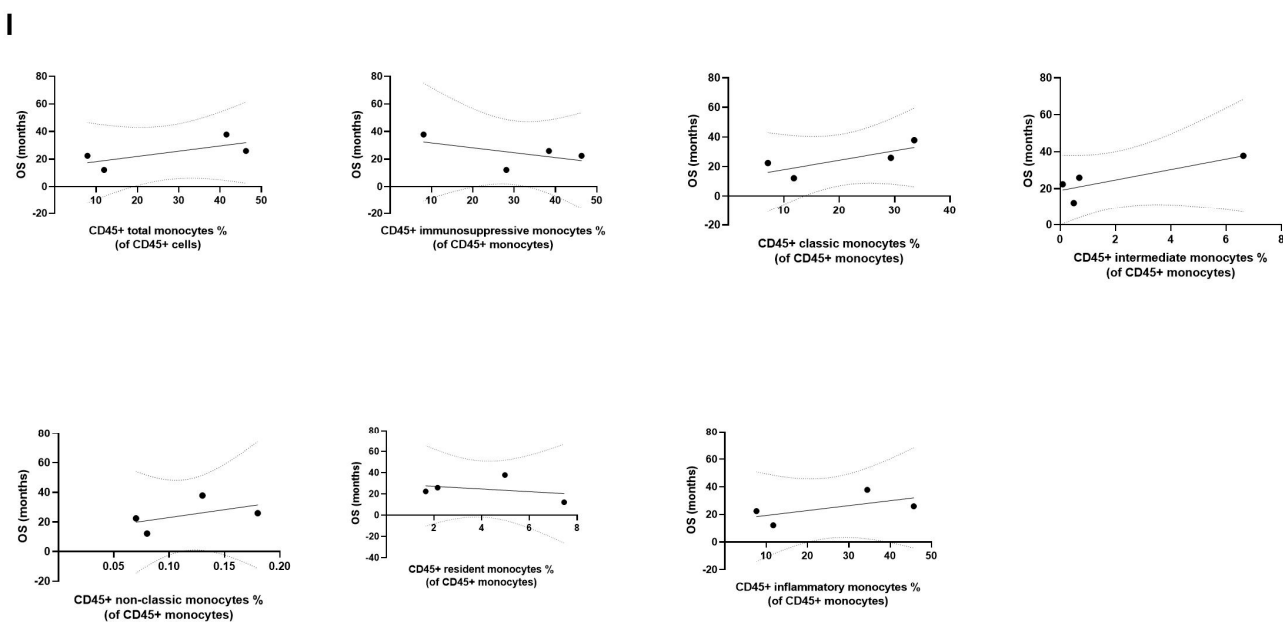 I
80
60
40
20
0
-20
OS (months)
10 20 30 40 50
CD45+ total monocytes %
(of CD45+ cells)
80
60
40
20
0
-20
OS (months)
10 20 30 40 50
CD45+ immunosuppressive monocytes %
(of CD45+ monocytes)
80
60
40
20
0
-20
OS (months)
10 20 30 40
CD45+ classic monocytes %
(of CD45+ monocytes)
80
60
40
20
0
OS (months)
0 2 4 6 8
CD45+ intermediate monocytes %
(of CD45+ monocytes)
80
60
40
20
0
-20
OS (months)
0.05 0.10 0.15 0.20
CD45+ non-classic monocytes %
(of CD45+ monocytes)
80
60
40
20
0
-20
-40
OS (months)
2 4 6 8
CD45+ resident monocytes %
(of CD45+ monocytes)
80
60
40
20
0
-20
OS (months)
10 20 30 40 50
CD45+ inflammatory monocytes %
(of CD45+ monocytes)